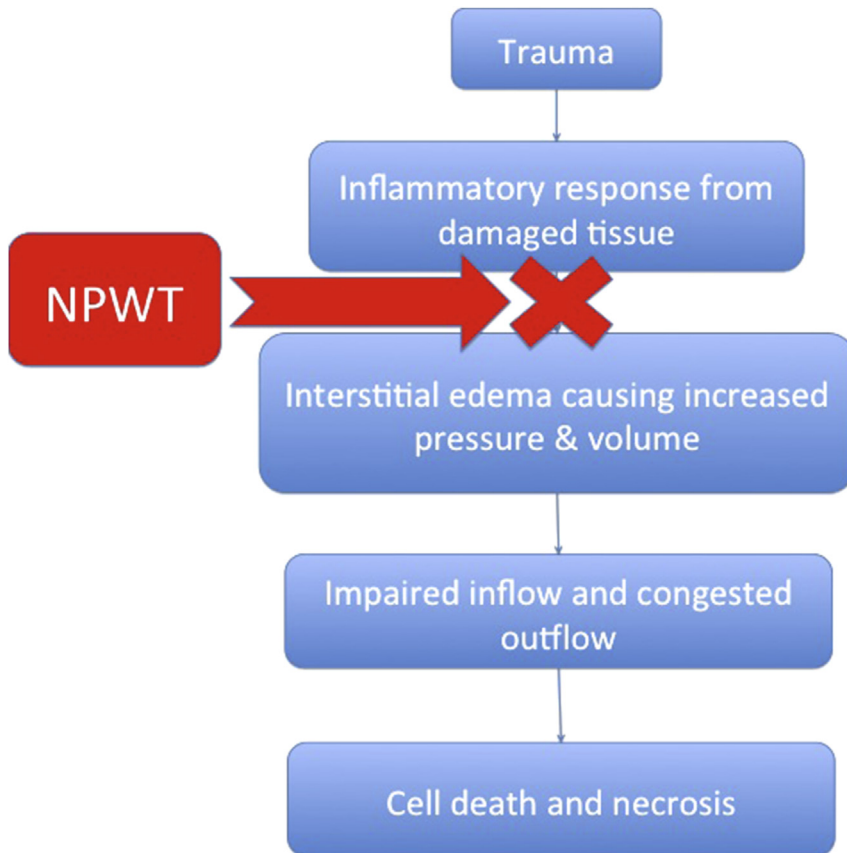 Trauma
Inflammatory response from
damaged tissue
NPWT
Interstitial edema causing increased
pressure & volume
Impaired inflow and congested
outflow
Cell death and necrosis